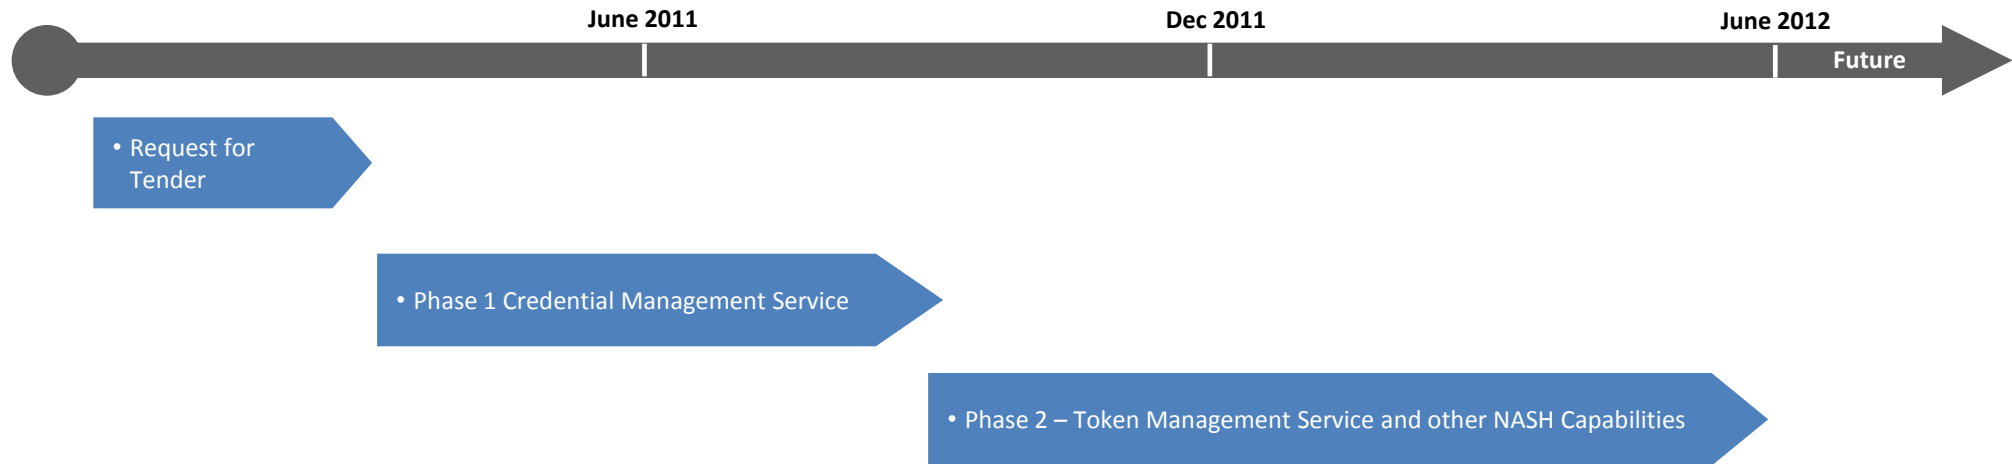 June 2011
Dec 2011
June 2012
Future
• Request for
Tender
• Phase 1 Credential Management Service
• Phase 2 – Token Management Service and other NASH Capabilities